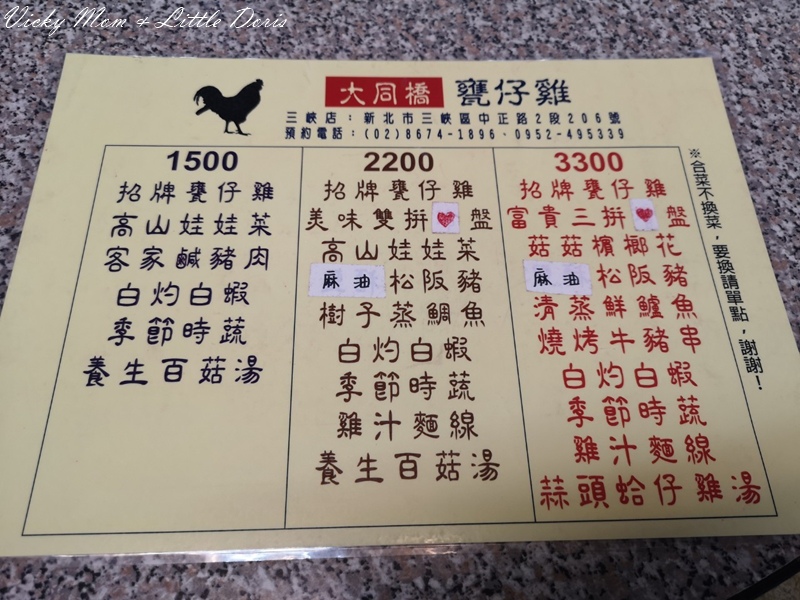 Vicky Mom & Little Doris
大同橋 甕仔雞
三峽店：新北市三峽區中正路2段206號
預約電話：(02)8674-1896、0952-495339
1500
招牌甕仔雞
高山娃娃菜
客家鹹豬肉
白灼白蝦
季節時蔬
養生百菇湯
2200
招牌甕仔雞
美味雙拼盤
高山娃娃菜
麻油松阪豬
樹子蒸鯛魚
白灼白蝦
季節時蔬
雞汁麵線
養生百菇湯
3300
招牌甕仔雞
富貴三拼盤
菇菇檳榔花
麻油松阪豬
清蒸鮮鱸魚
燒烤牛豬串
白灼白蝦
季節時蔬
雞汁麵線
蒜頭蛤仔雞湯
※合菜不換菜，要換請單點，謝謝！